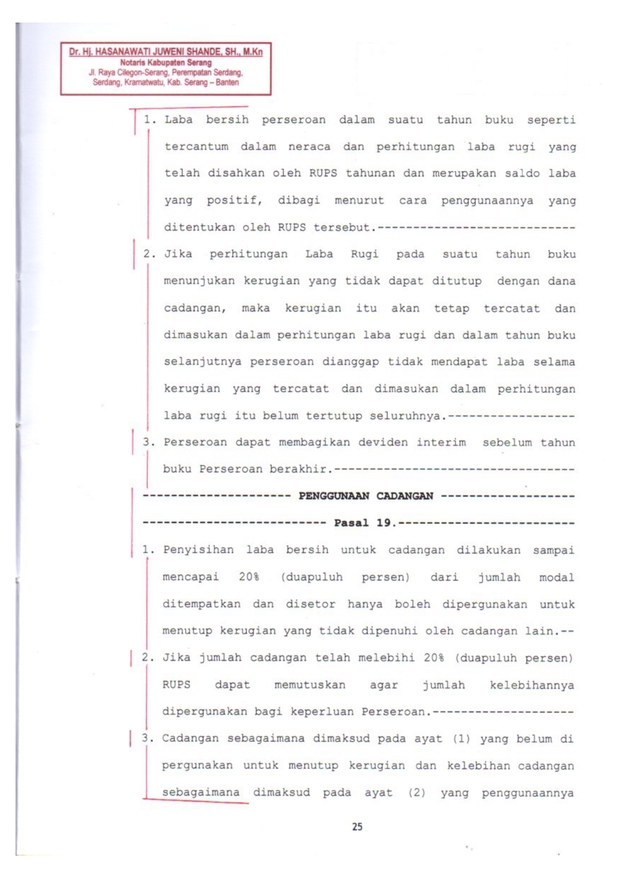 Dr. Hj. HASANAWATI JUWENI SHANDE, SH., M.Kn
Notaris Kabupaten Serang
Jl. Raya Cilegon-Serang, Perempatan Serdang,
Serdang, Kramatwatu, Kab. Serang – Banten
1. Laba bersih perseroan dalam suatu tahun buku seperti
tercantum dalam neraca dan perhitungan laba rugi yang
telah disahkan oleh RUPS tahunan dan merupakan saldo laba
yang positif, dibagi menurut cara penggunaannya yang
ditentukan oleh RUPS tersebut.----------------------------
2. Jika perhitungan Laba Rugi pada suatu tahun buku
menunjukan kerugian yang tidak dapat ditutup dengan dana
cadangan, maka kerugian itu akan tetap tercatat dan
dimasukan dalam perhitungan laba rugi dan dalam tahun buku
selanjutnya perseroan dianggap tidak mendapat laba selama
kerugian yang tercatat dan dimasukan dalam perhitungan
laba rugi itu belum tertutup seluruhnya.------------------
3. Perseroan dapat membagikan deviden interim sebelum tahun
buku Perseroan berakhir.----------------------------------
--------------------- PENGGUNAAN CADANGAN -------------------
-------------------------- Pasal 19.-------------------------
1. Penyisihan laba bersih untuk cadangan dilakukan sampai
mencapai 20% (duapuluh persen) dari jumlah modal
ditempatkan dan disetor hanya boleh dipergunakan untuk
menutup kerugian yang tidak dipenuhi oleh cadangan lain.--
2. Jika jumlah cadangan telah melebihi 20% (duapuluh persen)
RUPS dapat memutuskan agar jumlah kelebihannya
dipergunakan bagi keperluan Perseroan.--------------------
3. Cadangan sebagaimana dimaksud pada ayat (1) yang belum di
pergunakan untuk menutup kerugian dan kelebihan cadangan
sebagaimana dimaksud pada ayat (2) yang penggunaannya
25